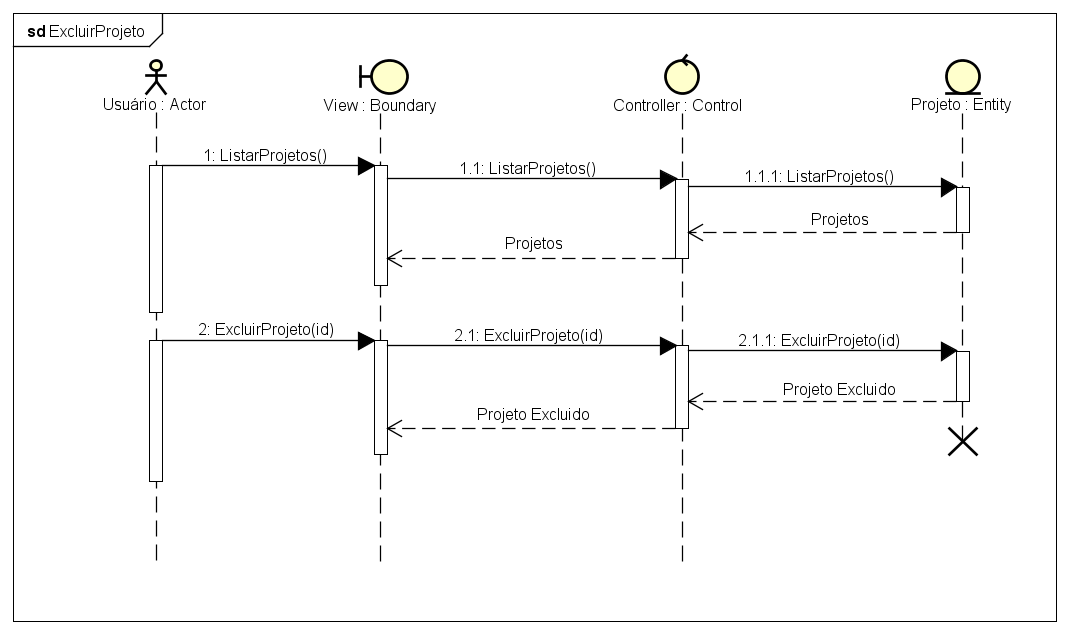 sd ExcluirProjeto
Usuário : Actor
View : Boundary
Controller : Control
Projeto : Entity
1: ListarProjetos()
1.1: ListarProjetos()
1.1.1: ListarProjetos()
Projetos
Projetos
2: ExcluirProjeto(id)
2.1: ExcluirProjeto(id)
2.1.1: ExcluirProjeto(id)
Projeto Excluido
Projeto Excluido